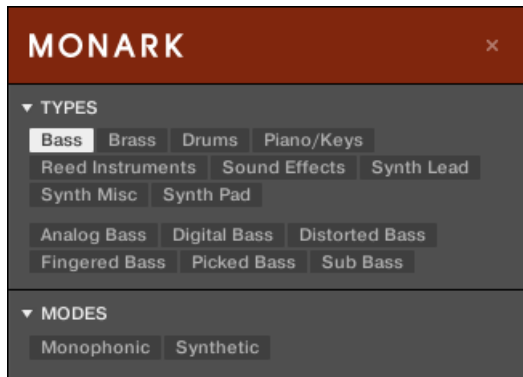 MONARK ×
▼ TYPES
Bass Brass Drums Piano/Keys
Reed Instruments Sound Effects Synth Lead
Synth Misc Synth Pad
Analog Bass Digital Bass Distorted Bass
Fingered Bass Picked Bass Sub Bass
▼ MODES
Monophonic Synthetic